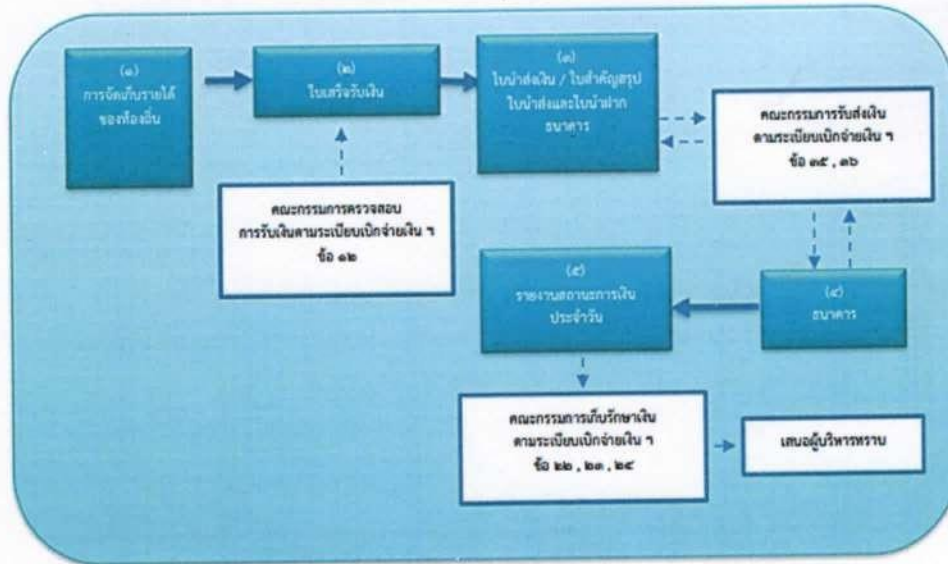 (๑)
การจัดเก็บรายได้
ของท้องถิ่น
(๒)
ใบเสร็จรับเงิน
(๓)
ใบนำส่งเงิน / ใบสำคัญสรุป
ใบนำส่งและใบนำฝาก
ธนาคาร
คณะกรรมการรับส่งเงิน
ตามระเบียบเบิกจ่ายเงิน ฯ
ข้อ ๓๕ , ๓๖
คณะกรรมการตรวจสอบ
การรับเงินตามระเบียบเบิกจ่ายเงิน ฯ
ข้อ ๑๒
(๔)
ธนาคาร
(๕)
รายงานสถานะการเงิน
ประจำวัน
คณะกรรมการเก็บรักษาเงิน
ตามระเบียบเบิกจ่ายเงิน ฯ
ข้อ ๒๒ , ๒๓ , ๒๔
เสนอผู้บริหารทราบ